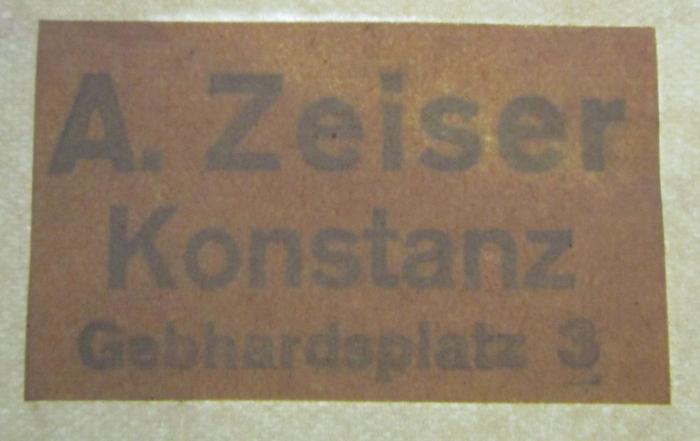 A. Zeiser
Konstanz
Gebhardsplatz 3